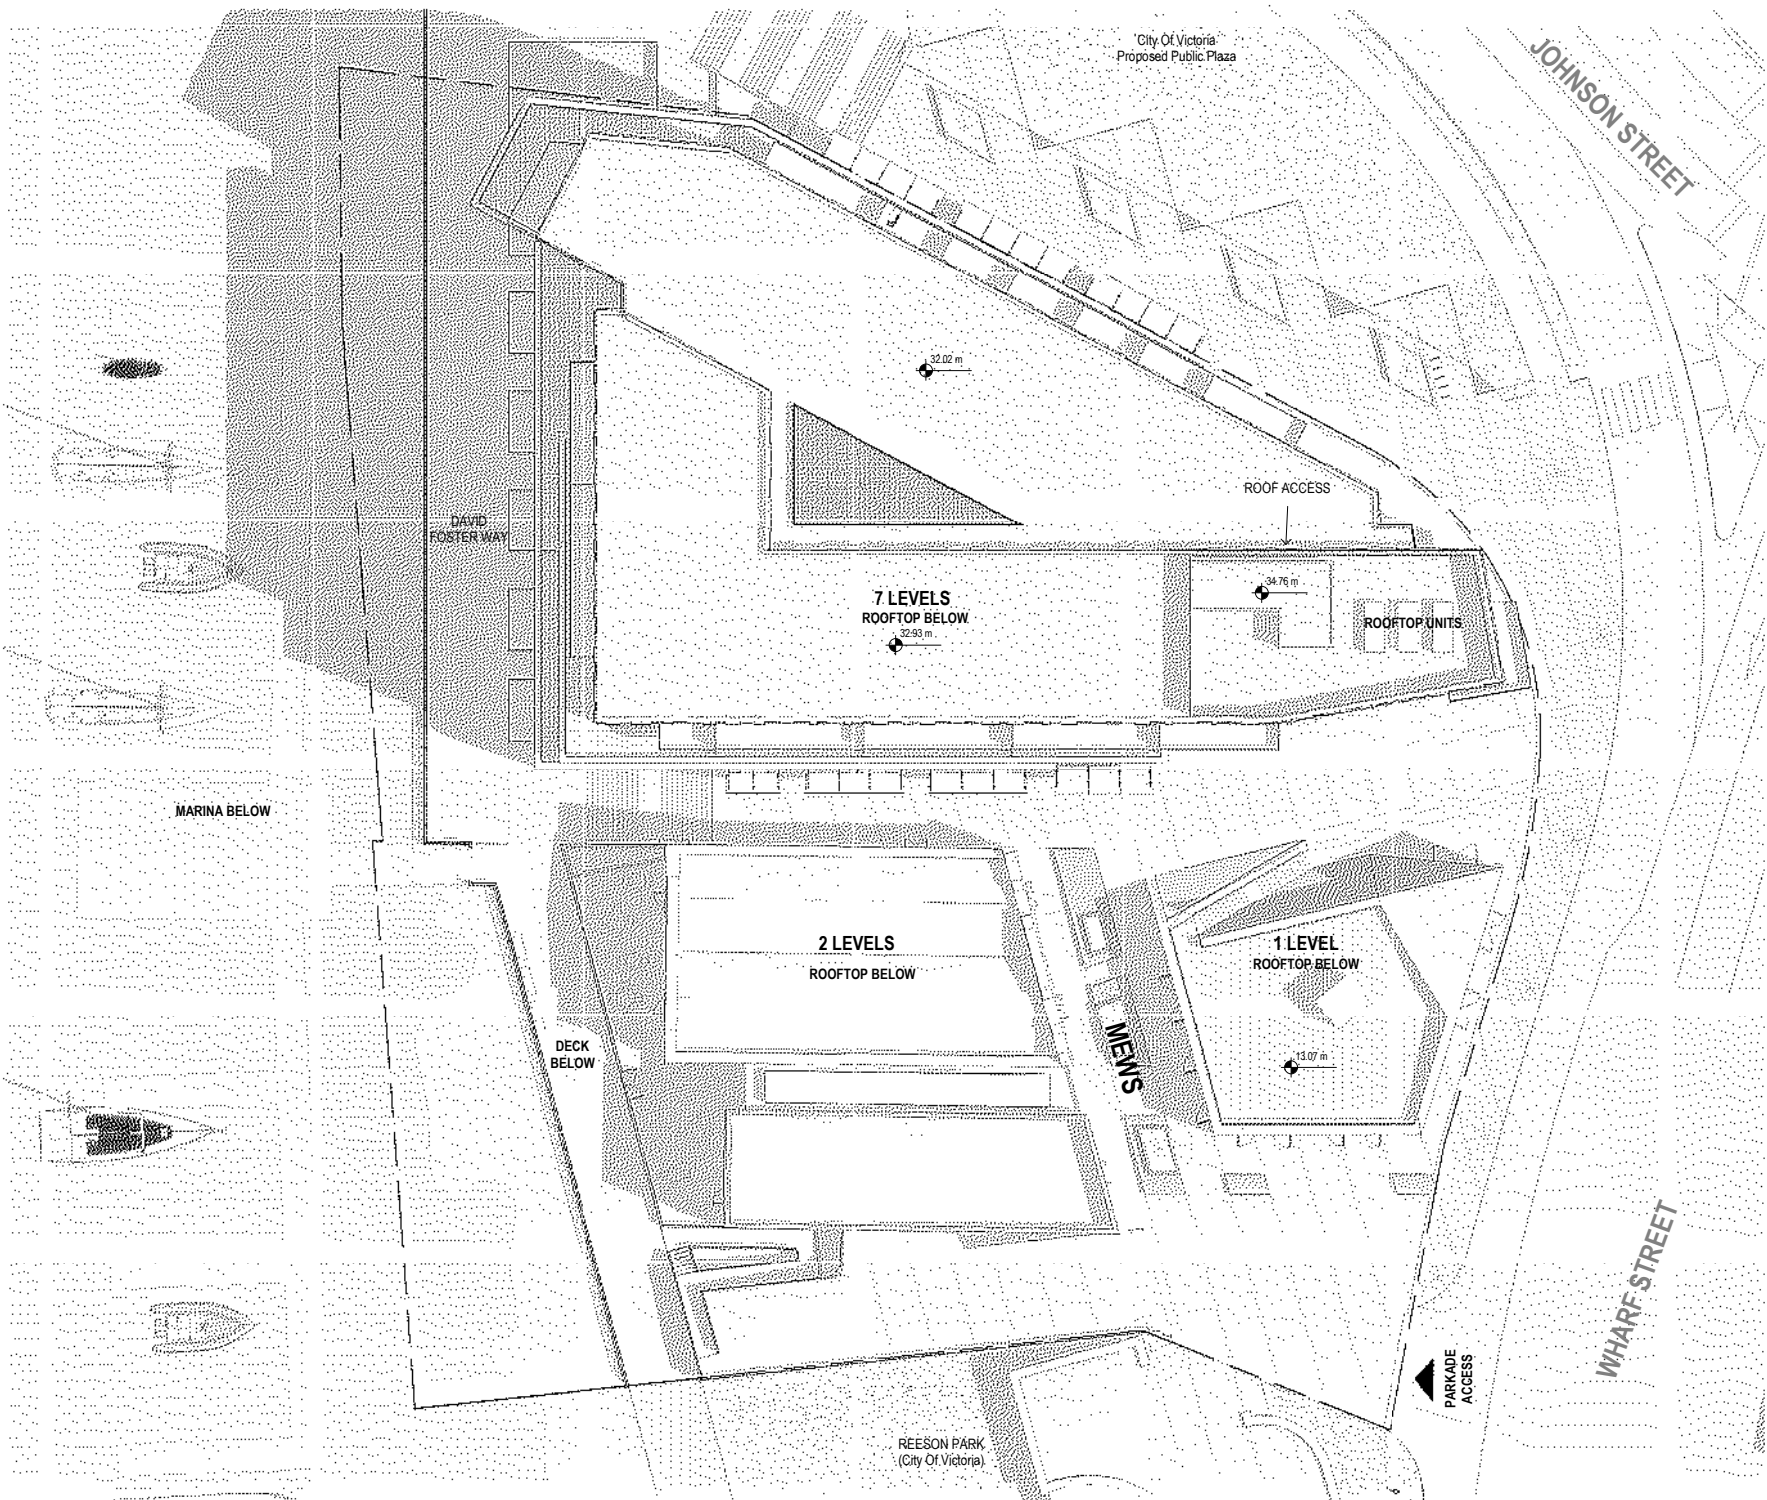 City Of Victoria
Proposed Public Plaza
JOHNSON STREET
32.02 m
ROOF ACCESS
DAVID
FOSTER WAY
34.76 m
7 LEVELS
ROOFTOP BELOW
32.93 m
ROOFTOP UNITS
MARINA BELOW
2 LEVELS
ROOFTOP BELOW
1 LEVEL
ROOFTOP BELOW
DECK
BELOW
MEWS
13.07 m
WHARF STREET
PARKADE
ACCESS
REESON PARK
(City Of Victoria)